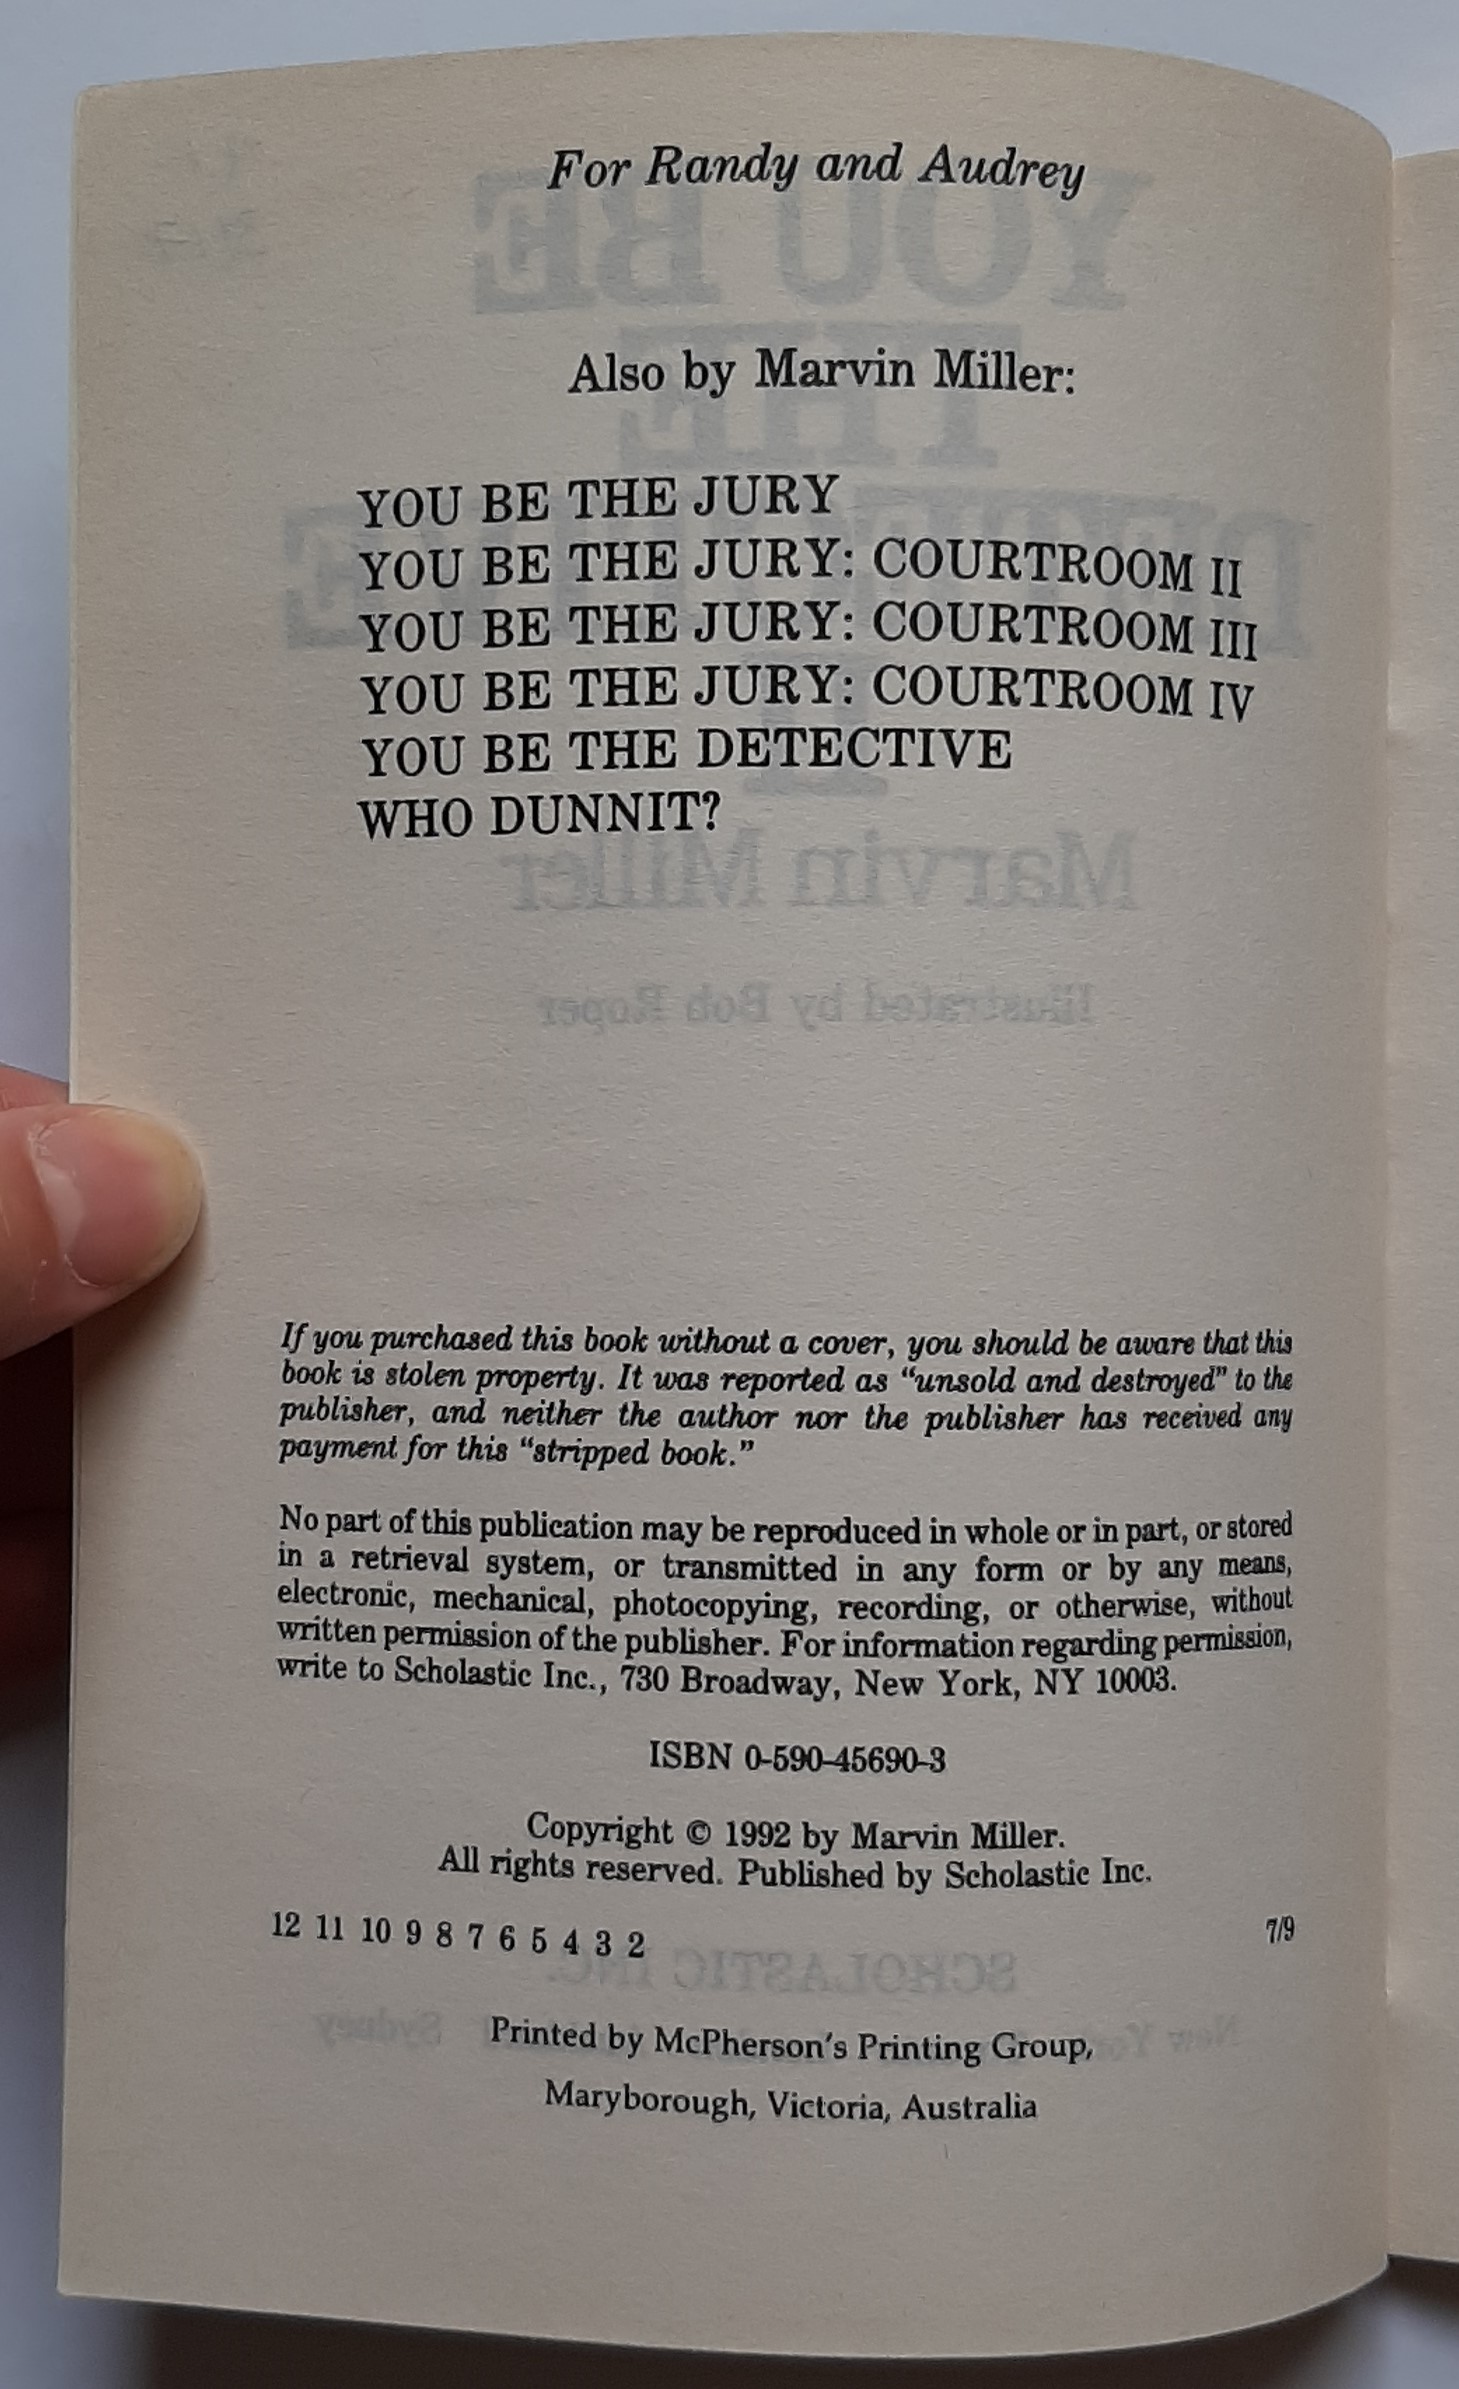 For Randy and Audrey
Also by Marvin Miller:
YOU BE THE JURY
YOU BE THE JURY: COURTROOM II
YOU BE THE JURY: COURTROOM III
YOU BE THE JURY: COURTROOM IV
YOU BE THE DETECTIVE
WHO DUNNIT?
If you purchased this book without a cover, you should be aware that this
book is stolen property. It was reported as “unsold and destroyed” to the
publisher, and neither the author nor the publisher has received any
payment for this “stripped book.”
No part of this publication may be reproduced in whole or in part, or stored
in a retrieval system, or transmitted in any form or by any means,
electronic, mechanical, photocopying, recording, or otherwise, without
written permission of the publisher. For information regarding permission,
write to Scholastic Inc., 730 Broadway, New York, NY 10003.
ISBN 0-590-45690-3
Copyright © 1992 by Marvin Miller.
All rights reserved. Published by Scholastic Inc.
12 11 10 9 8 7 6 5 4 3 2 7/9
Printed by McPherson's Printing Group,
Maryborough, Victoria, Australia